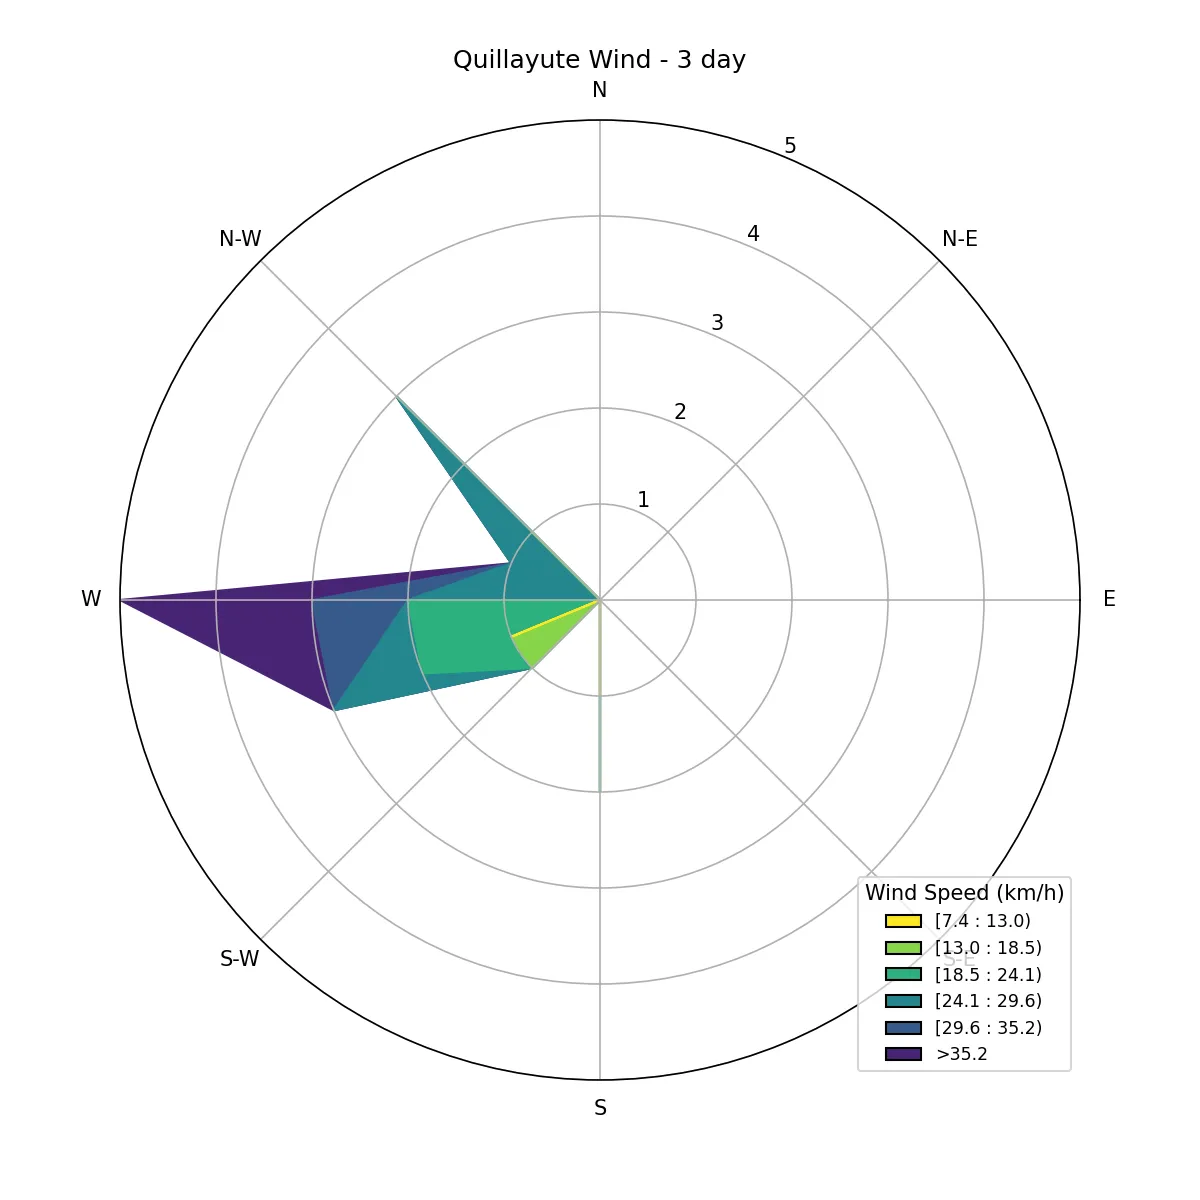 Quillayute Wind - 3 day
N
5
N-W
N-E
4
3
2
1
W
E
Wind Speed (km/h)
[7.4 : 13.0)
[13.0 : 18.5)
S-W
S-E
[18.5 : 24.1)
[24.1 : 29.6)
[29.6 : 35.2)
>35.2
S